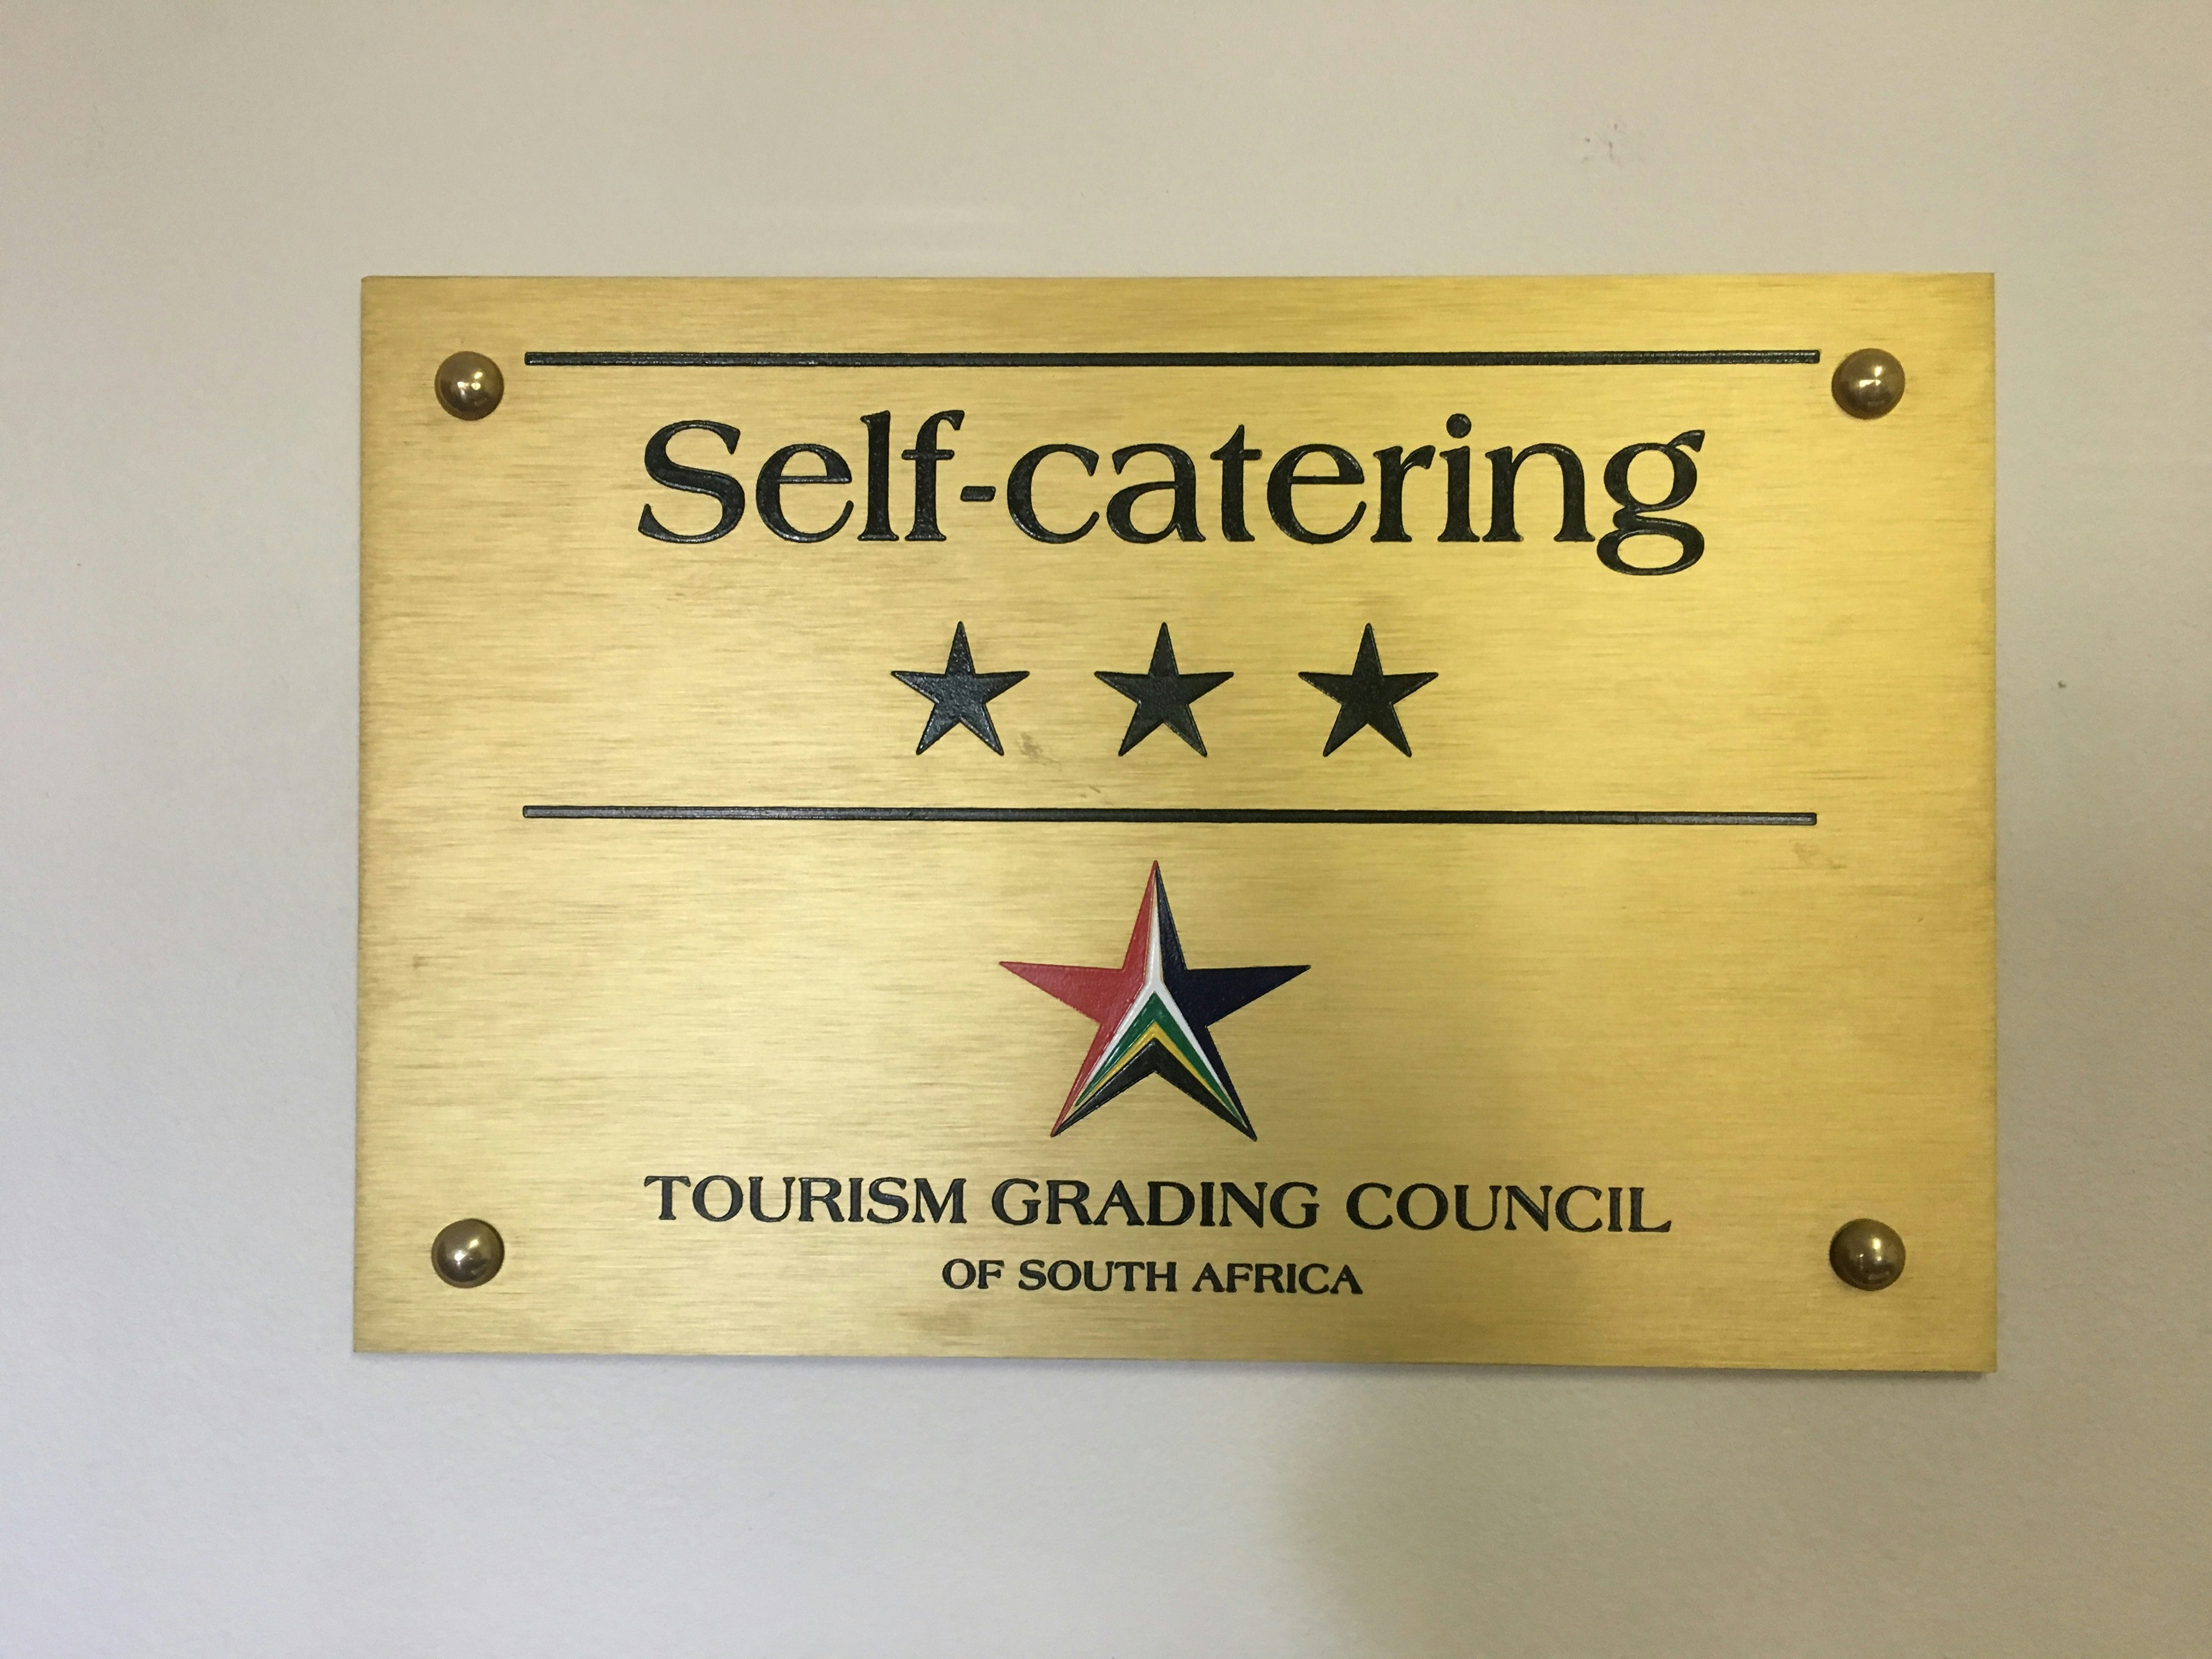 Self-catering
TOURISM GRADING COUNCIL
OF SOUTH AFRICA